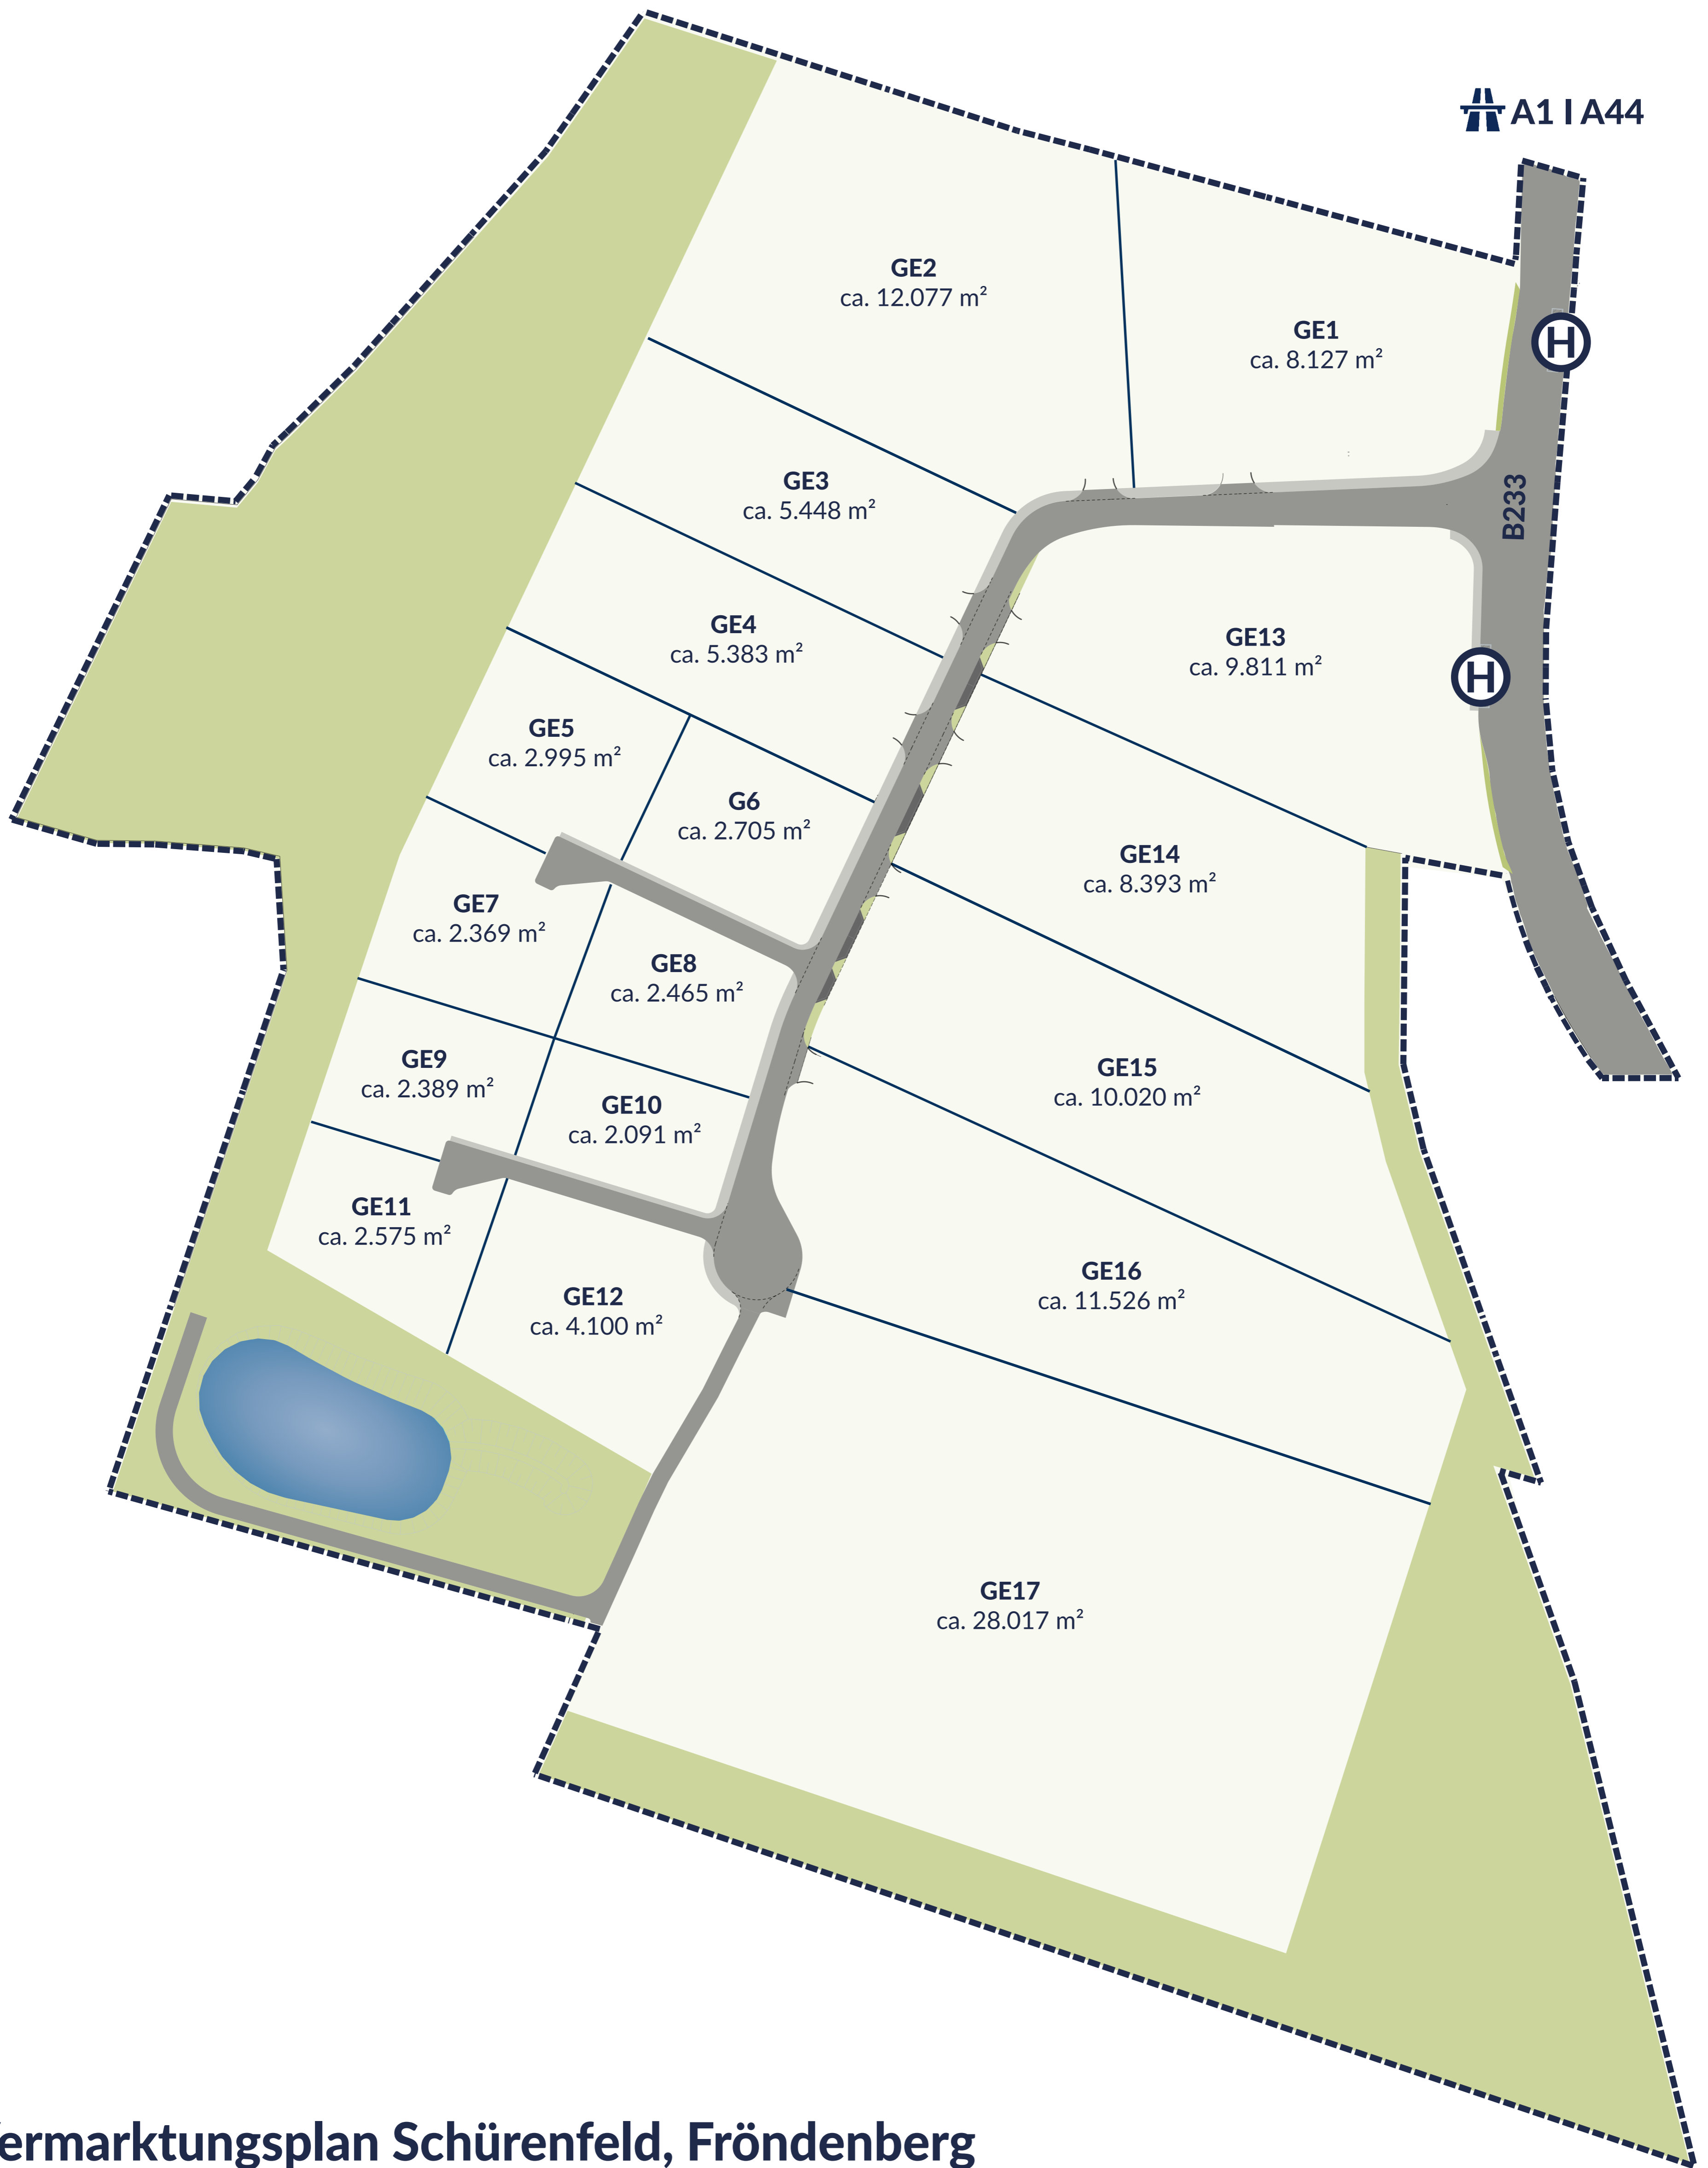 A1 I A44
GE2
ca. 12.077 m²
GE1
ca. 8.127 m²
H
GE3
ca. 5.448 m²
B233
GE4
ca. 5.383 m²
GE13
ca. 9.811 m²
H
GE5
ca. 2.995 m²
G6
ca. 2.705 m²
GE14
ca. 8.393 m²
GE7
ca. 2.369 m²
GE8
ca. 2.465 m²
GE9
ca. 2.389 m²
GE15
ca. 10.020 m²
GE10
ca. 2.091 m²
GE11
ca. 2.575 m²
GE16
ca. 11.526 m²
GE12
ca. 4.100 m²
GE17
ca. 28.017 m²
ermarktungsplan Schürenfeld, Fröndenberg